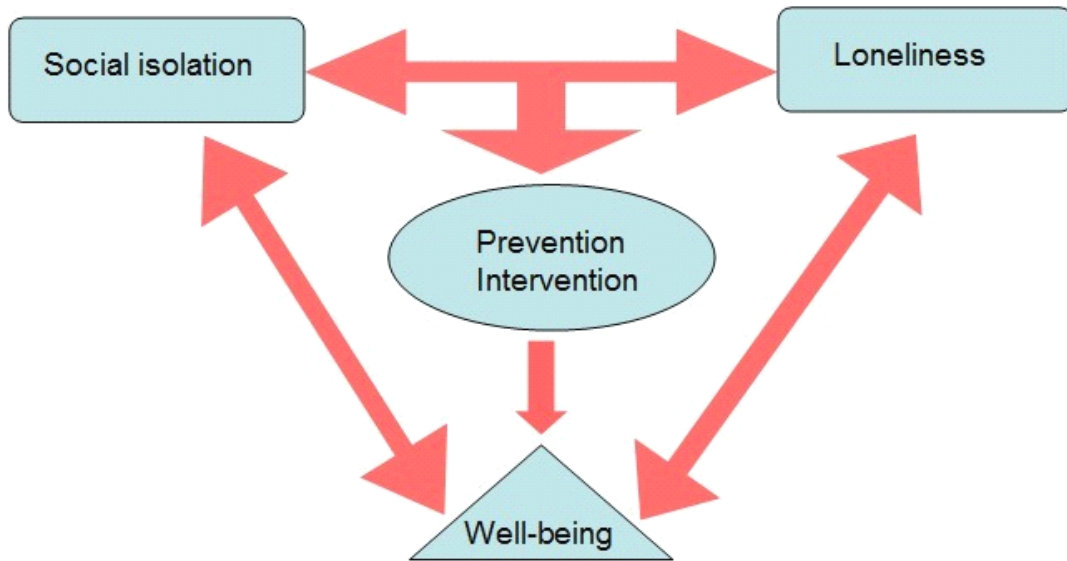 Social isolation
Loneliness
Prevention
Intervention
Well-being